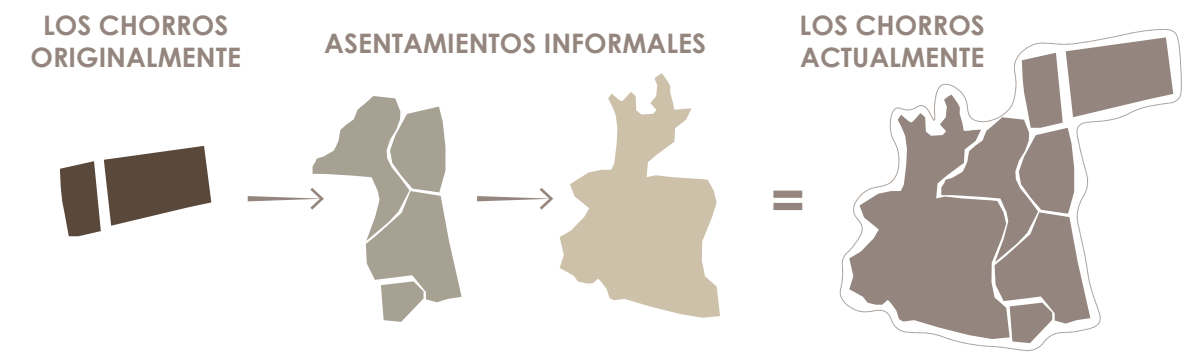 LOS CHORROS
ORIGINALMENTE
ASENTAMIENTOS INFORMALES
LOS CHORROS
ACTUALMENTE
=